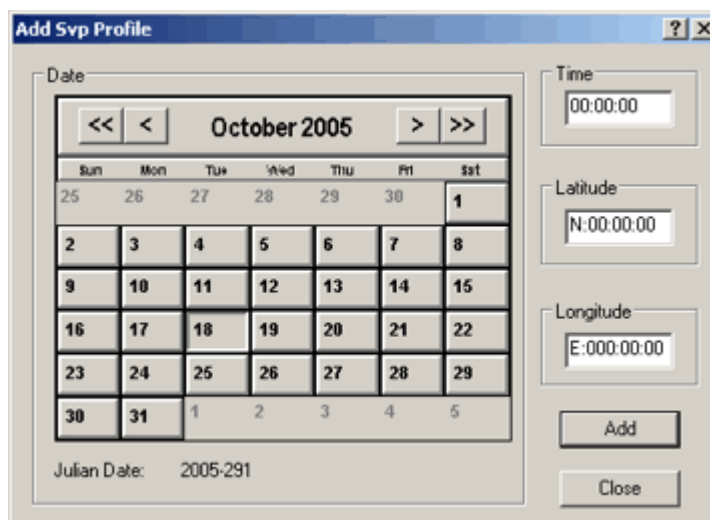 Add Svp Profile ? X
Date
<< < October 2005 > >>
Sun Mon Tue Wed Thu Fri Sat
25 26 27 28 29 30 1
2 3 4 5 6 7 8
9 10 11 12 13 14 15
16 17 18 19 20 21 22
23 24 25 26 27 28 29
30 31 1 2 3 4 5
Julian Date: 2005-291
Time
00:00:00
Latitude
N:00:00:00
Longitude
E:000:00:00
Add
Close